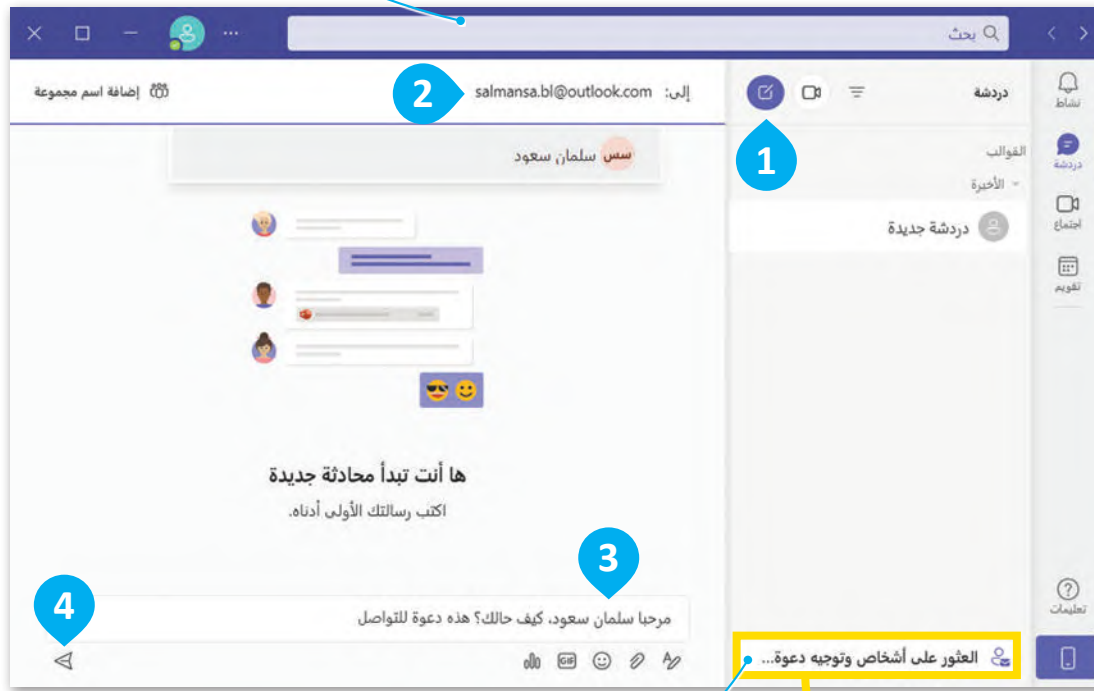 بحث
نشاط
دردشة
اجتماع
تقويم
تعليمات
دردشة
القوالب
الأخيرة
دردشة جديدة
العثور على أشخاص وتوجيه دعوة...
1
إلى: salmansa.bl@outlook.com
2
إضافة اسم مجموعة
سس سلمان سعود
ها أنت تبدأ محادثة جديدة
اكتب رسالتك الأولى أدناه.
3
مرحبا سلمان سعود، كيف حالك؟ هذه دعوة للتواصل
GIF
4